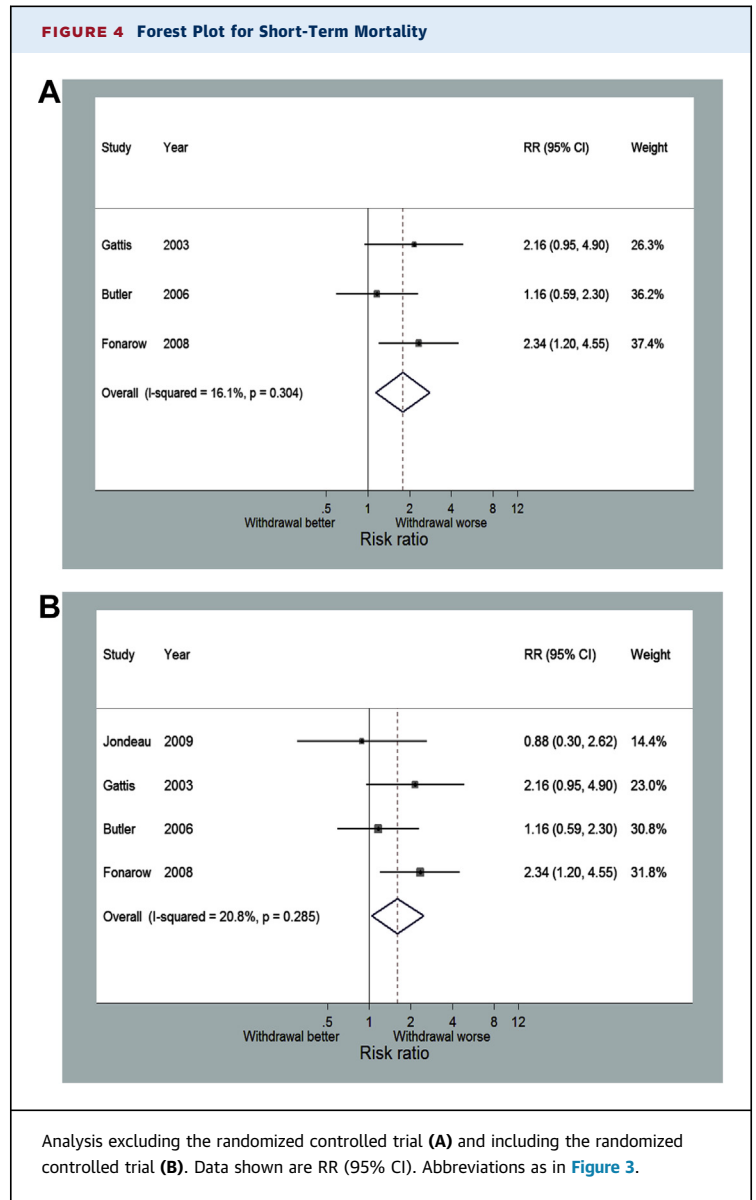 FIGURE 4 Forest Plot for Short-Term Mortality
A
Study Year RR (95% CI) Weight
Gattis 2003 2.16 (0.95, 4.90) 26.3%
Butler 2006 1.16 (0.59, 2.30) 36.2%
Fonarow 2008 2.34 (1.20, 4.55) 37.4%
Overall (I-squared = 16.1%, p = 0.304)
.5 1 2 4 8 12
Withdrawal better Withdrawal worse
Risk ratio
B
Study Year RR (95% CI) Weight
Jondeau 2009 0.88 (0.30, 2.62) 14.4%
Gattis 2003 2.16 (0.95, 4.90) 23.0%
Butler 2006 1.16 (0.59, 2.30) 30.8%
Fonarow 2008 2.34 (1.20, 4.55) 31.8%
Overall (I-squared = 20.8%, p = 0.285)
.5 1 2 4 8 12
Withdrawal better Withdrawal worse
Risk ratio
Analysis excluding the randomized controlled trial (A) and including the randomized
controlled trial (B). Data shown are RR (95% CI). Abbreviations as in Figure 3.